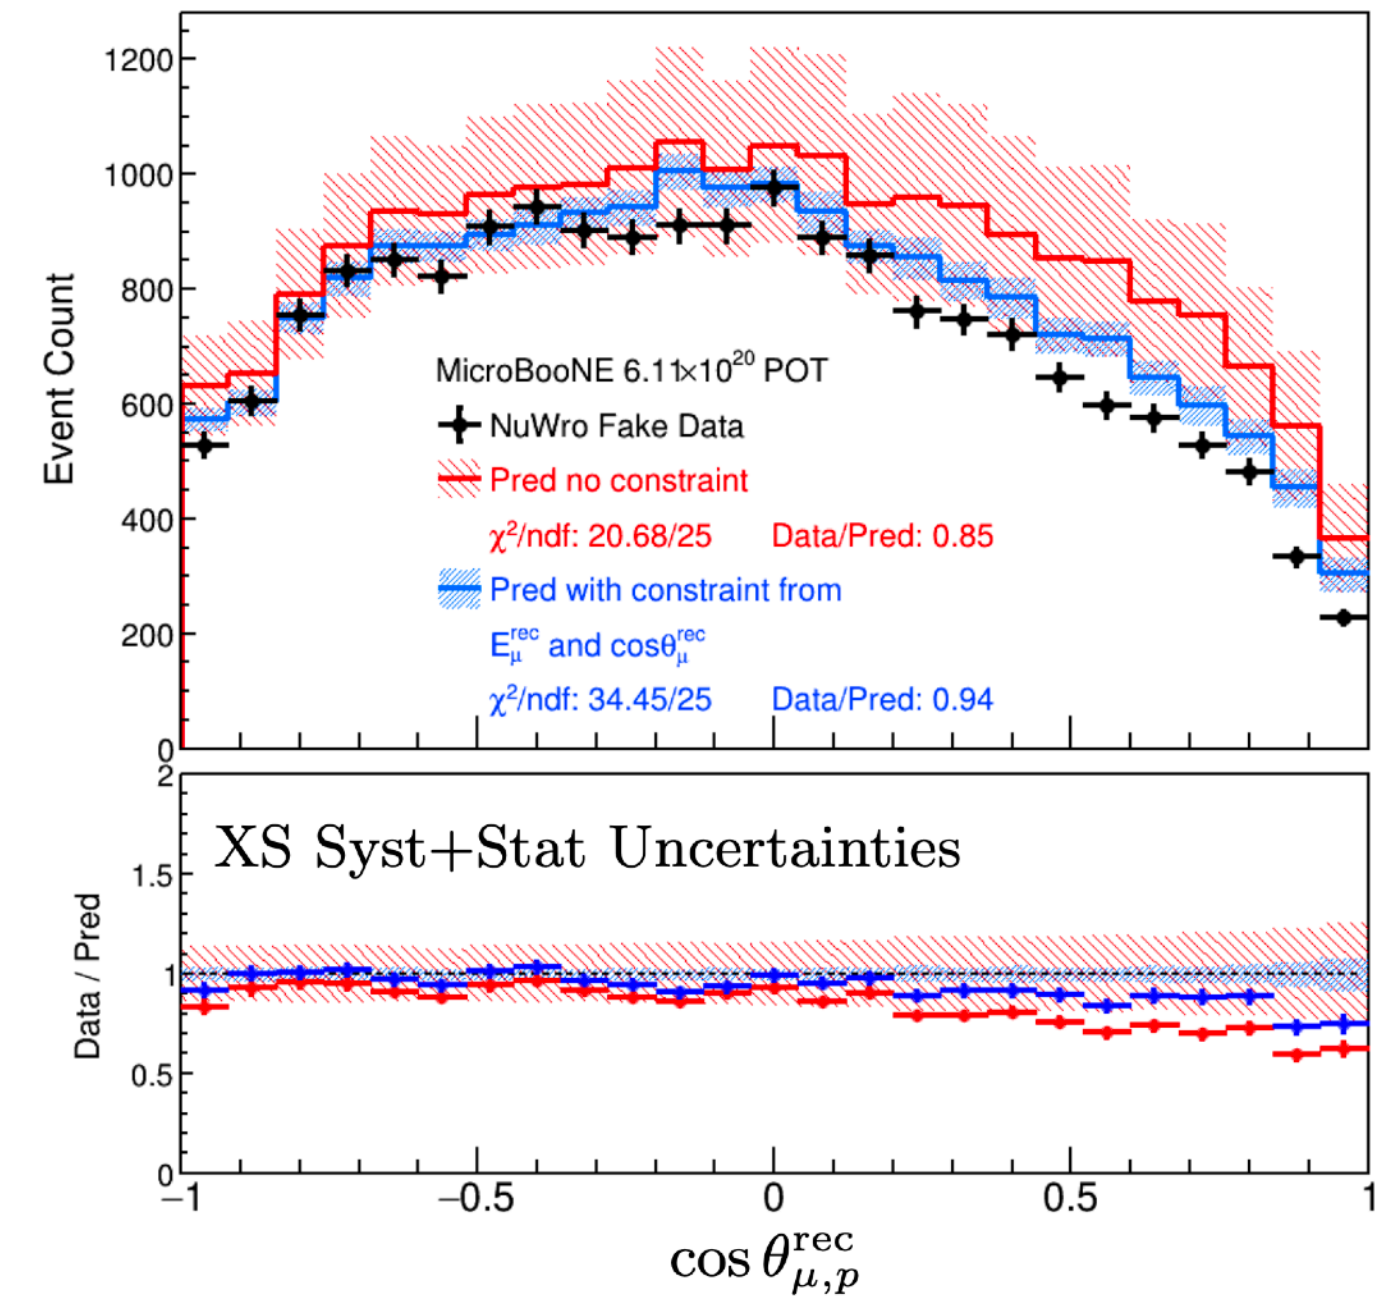 1200
1000
800
600
400
200
0
Event Count
MicroBooNE 6.11×10²⁰ POT
NuWro Fake Data
Pred no constraint
χ²/ndf: 20.68/25 Data/Pred: 0.85
Pred with constraint from
E_μ^rec and cosθ_μ^rec
χ²/ndf: 34.45/25 Data/Pred: 0.94
2
1.5
1
0.5
0
Data / Pred
XS Syst+Stat Uncertainties
−1 −0.5 0 0.5 1
cos θ_{μ,p}^{rec}